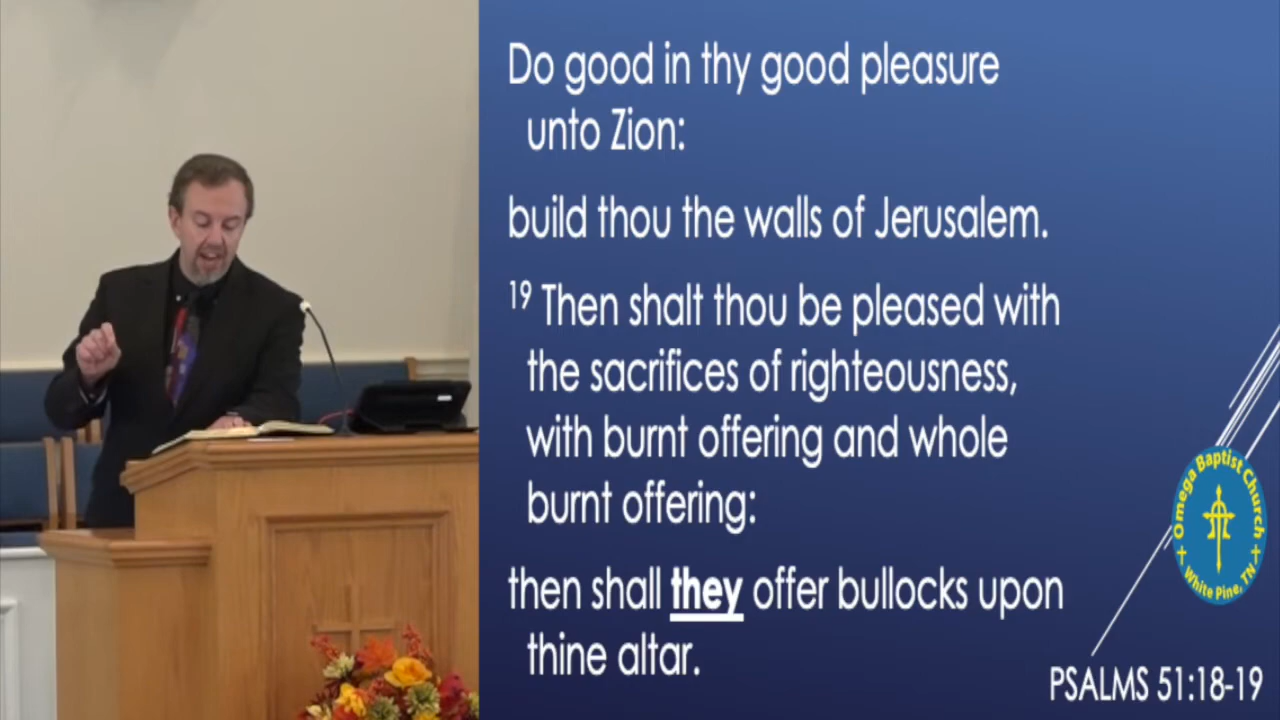 Do good in thy good pleasure
unto Zion:
build thou the walls of Jerusalem.
19 Then shalt thou be pleased with
the sacrifices of righteousness,
with burnt offering and whole
burnt offering:
then shall they offer bullocks upon
thine altar.
Omega Baptist Church
White Pine, TN
PSALMS 51:18-19